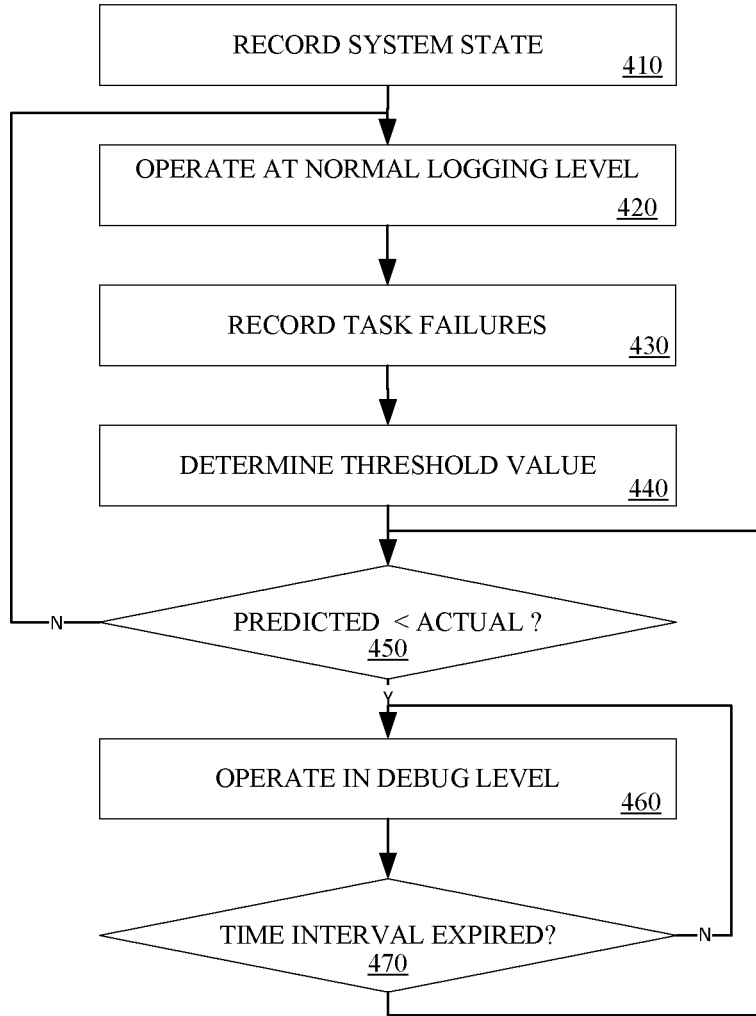 RECORD SYSTEM STATE
410
OPERATE AT NORMAL LOGGING LEVEL
420
RECORD TASK FAILURES
430
DETERMINE THRESHOLD VALUE
440
PREDICTED < ACTUAL ?
450
N
Y
OPERATE IN DEBUG LEVEL
460
TIME INTERVAL EXPIRED?
470
N